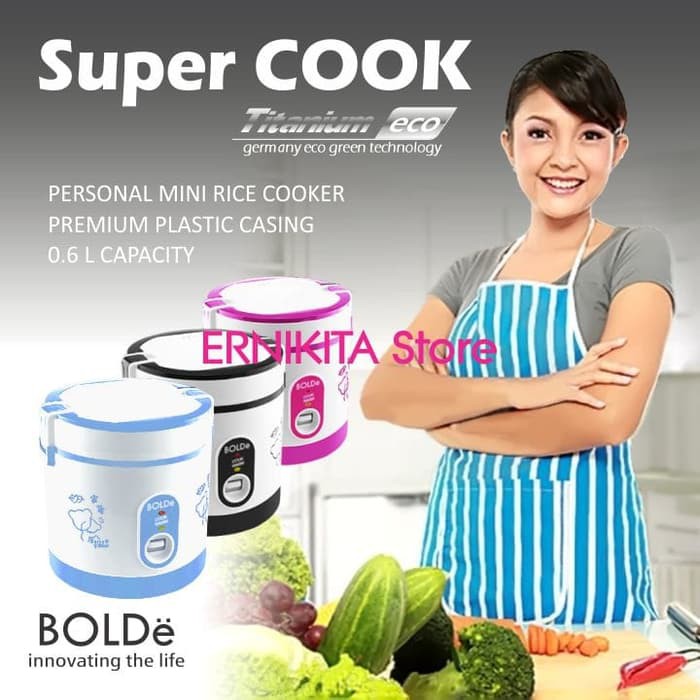 Super COOK
Titanium eco
germany eco green technology
PERSONAL MINI RICE COOKER
PREMIUM PLASTIC CASING
0.6 L CAPACITY
ERNIKITA Store
BOLDe
BOLDe
BOLDe
BOLDë
innovating the life